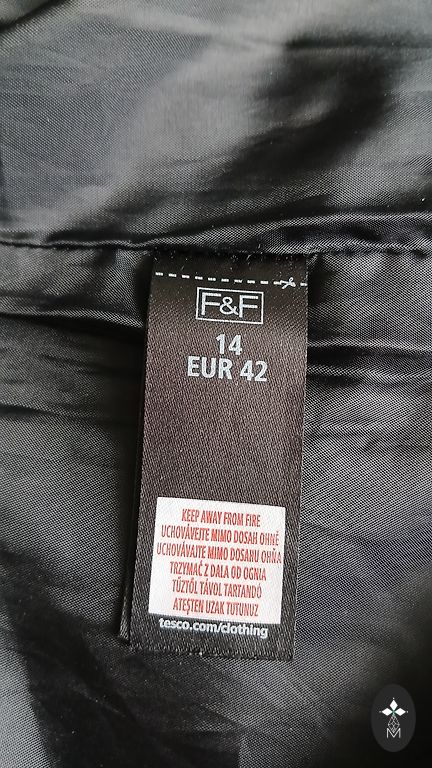 F&F
14
EUR 42
KEEP AWAY FROM FIRE
UCHOVÁVEJTE MIMO DOSAH OHNĚ
UCHOVÁVAJTE MIMO DOSAHU OHŇA
TRZYMAĆ Z DALA OD OGNIA
TŰZTŐL TÁVOL TARTANDÓ
ATEŞTEN UZAK TUTUNUZ
tesco.com/clothing
M